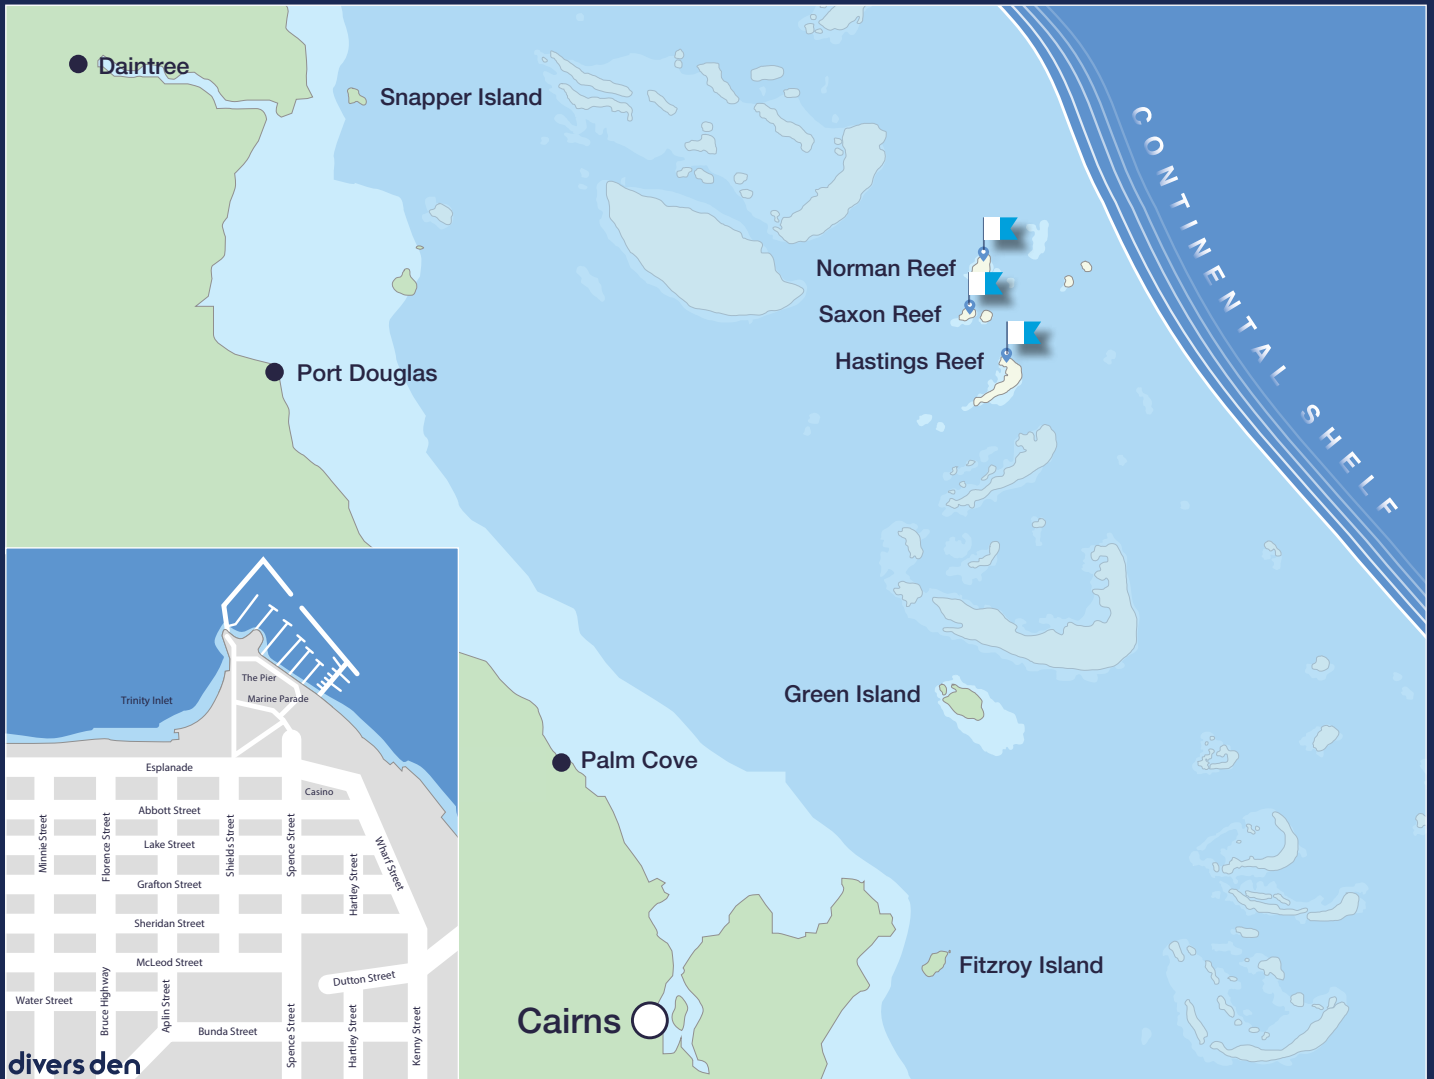 Daintree
Snapper Island
CONTINENTAL SHELF
Norman Reef
Saxon Reef
Hastings Reef
Port Douglas
Green Island
Palm Cove
Fitzroy Island
Cairns
The Pier
Marine Parade
Trinity Inlet
Esplanade
Casino
Abbott Street
Lake Street
Grafton Street
Sheridan Street
McLeod Street
Water Street
Bunda Street
Dutton Street
Minnie Street
Florence Street
Shields Street
Spence Street
Hartley Street
Wharf Street
Bruce Highway
Aplin Street
Spence Street
Hartley Street
Kenny Street
divers den